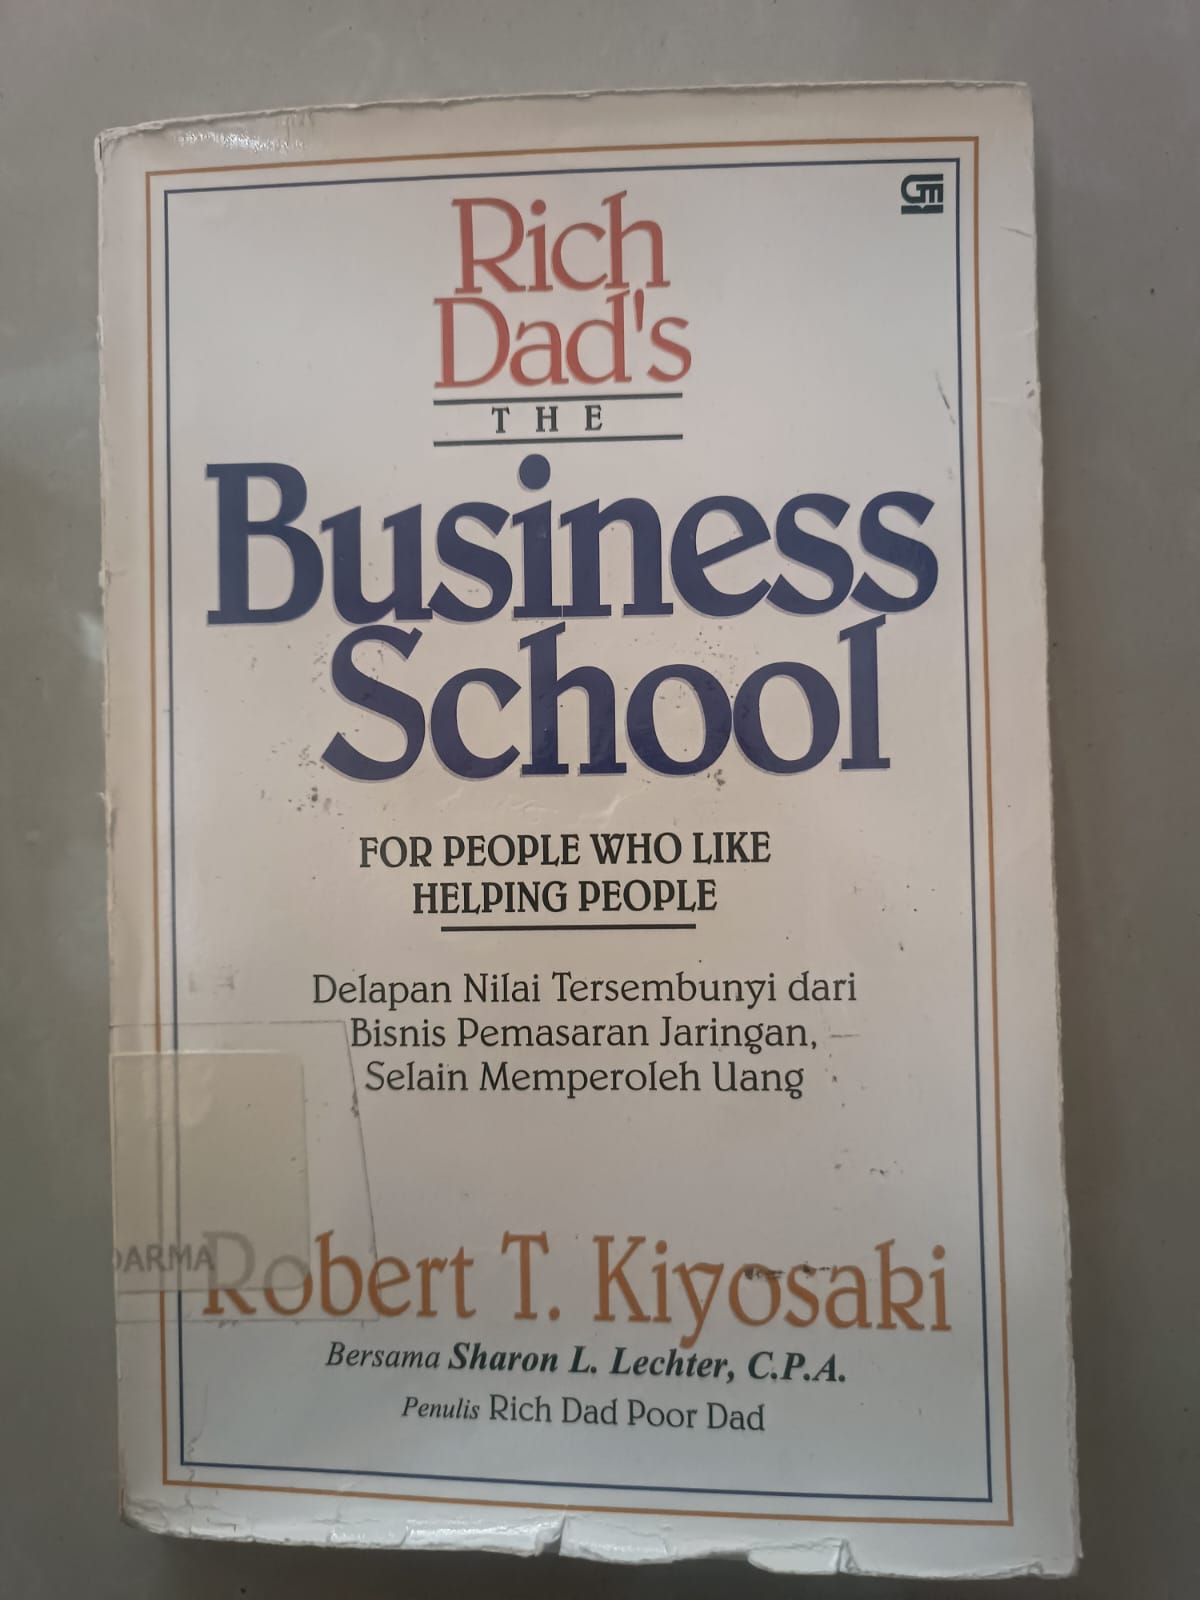 GM
Rich
Dad's
THE
Business
School
FOR PEOPLE WHO LIKE
HELPING PEOPLE
Delapan Nilai Tersembunyi dari
Bisnis Pemasaran Jaringan,
Selain Memperoleh Uang
DARMA
Robert T. Kiyosaki
Bersama Sharon L. Lechter, C.P.A.
Penulis Rich Dad Poor Dad